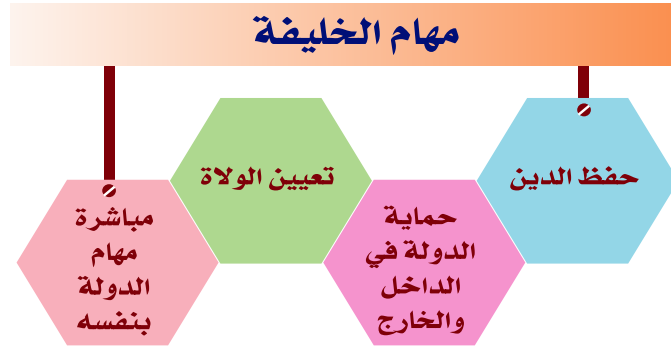 مهام الخليفة
حفظ الدين
حماية
الدولة في
الداخل
والخارج
تعيين الولاة
مباشرة
مهام
الدولة
بنفسه